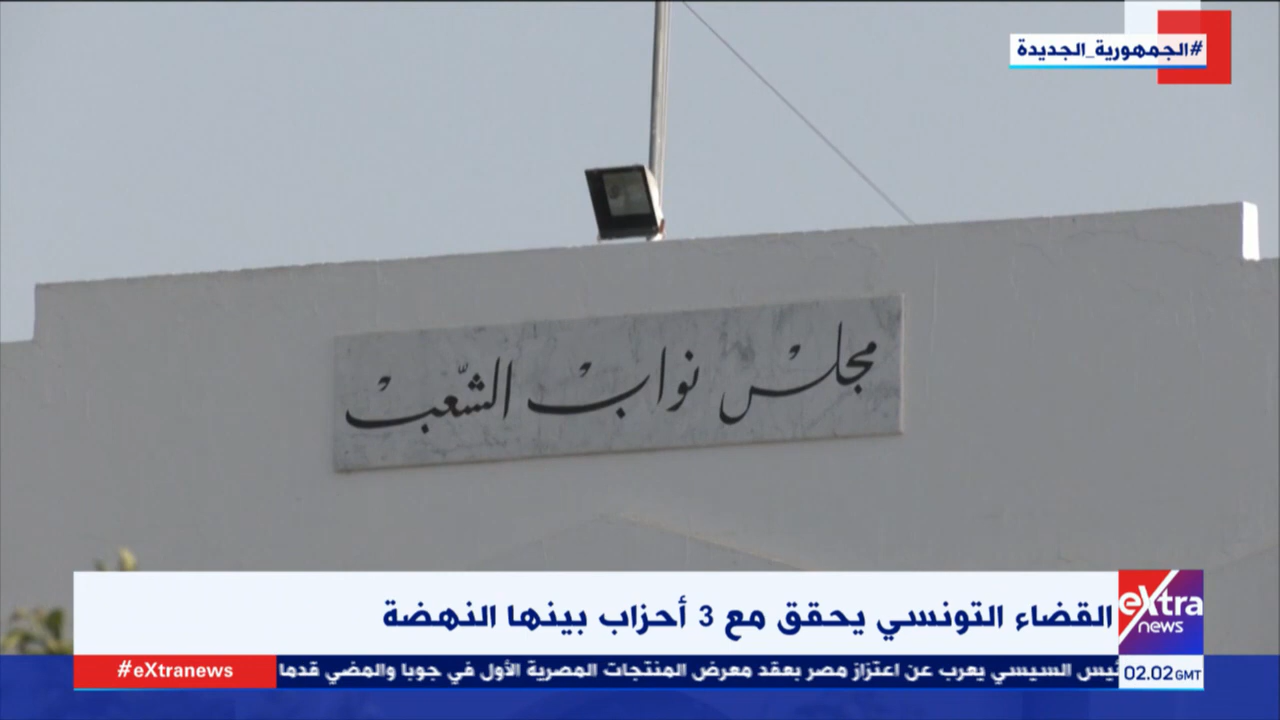 #الجمهورية_الجديدة
مجلس نواب الشعب
القضاء التونسي يحقق مع 3 أحزاب بينها النهضة
eXtra
news
ئيس السيسي يعرب عن اعتزاز مصر بعقد معرض المنتجات المصرية الأول في جوبا والمضي قدما
#eXtranews
02.02 GMT